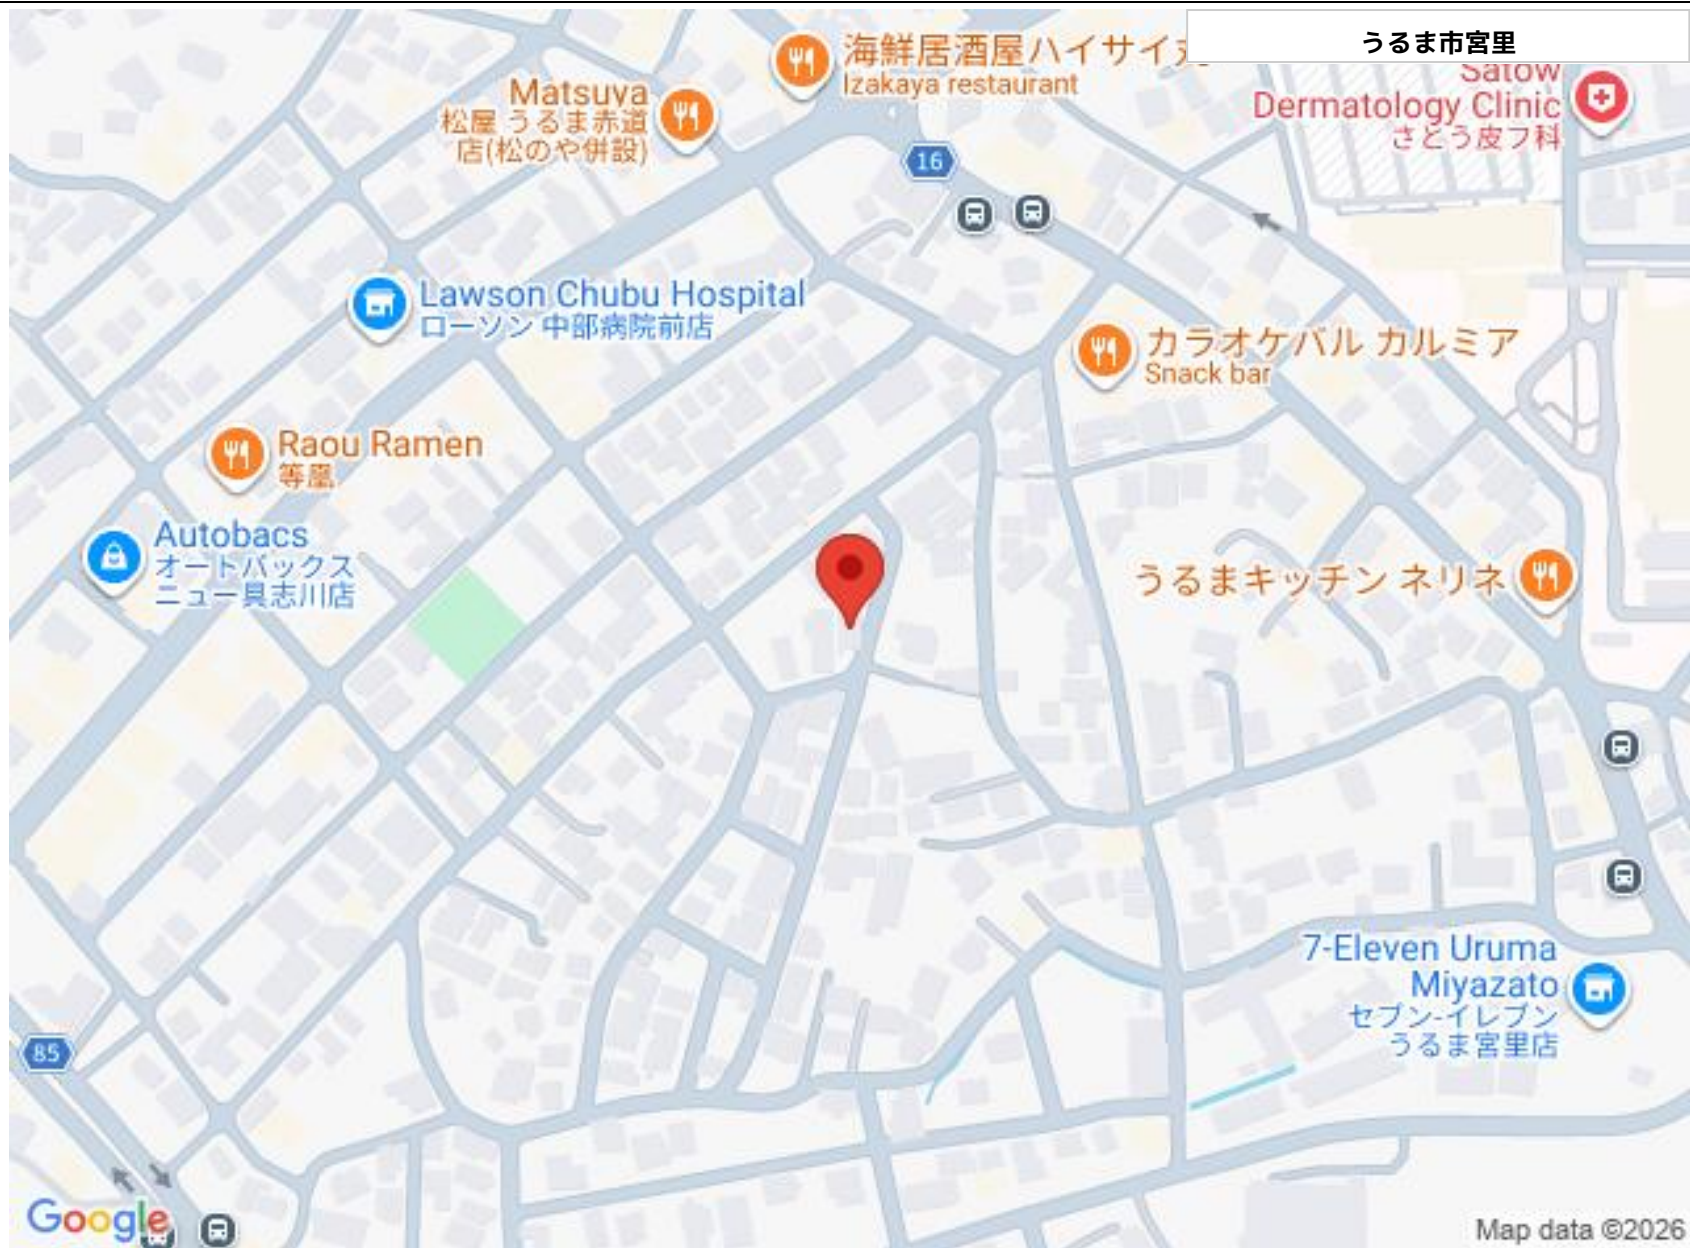 うるま市宮里
海鮮居酒屋ハイサイ
Izakaya restaurant
Satow
Dermatology Clinic
さとう皮フ科
Matsuya
松屋 うるま赤道
店(松のや併設)
16
Lawson Chubu Hospital
ローソン 中部病院前店
カラオケバル カルミア
Snack bar
Raou Ramen
等凰
Autobacs
オートバックス
ニュー具志川店
うるまキッチン ネリネ
7-Eleven Uruma
Miyazato
セブン-イレブン
うるま宮里店
85
Google
Map data ©2026